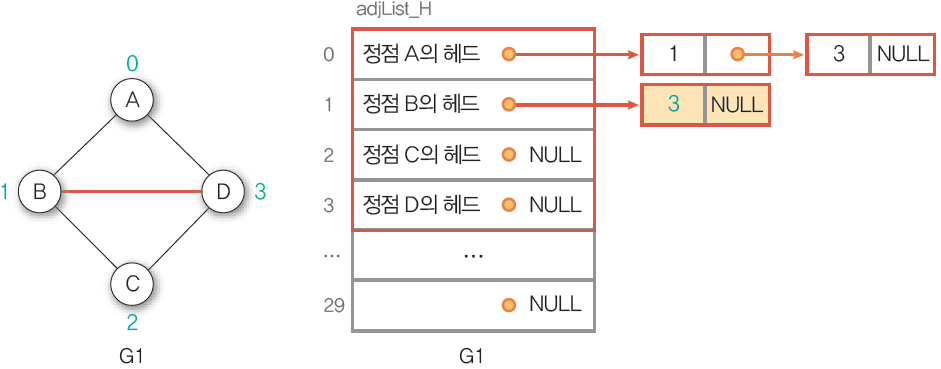 adjList_H
0
A
1
B
D
3
C
2
G1
0 정점 A의 헤드 1 3 NULL
1 정점 B의 헤드 3 NULL
2 정점 C의 헤드 NULL
3 정점 D의 헤드 NULL
... ...
29 NULL
G1